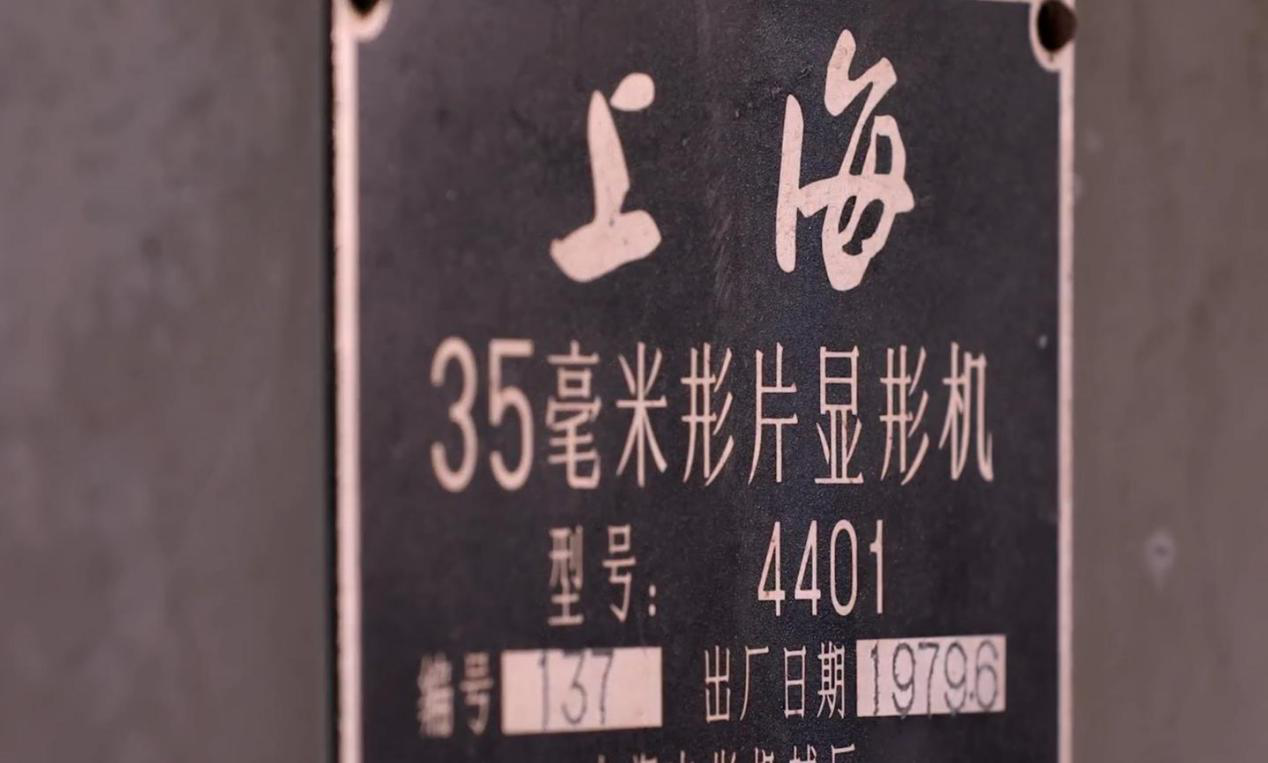 上海
35毫米形片显形机
型号: 4401
编号 137 出厂日期 1979.6